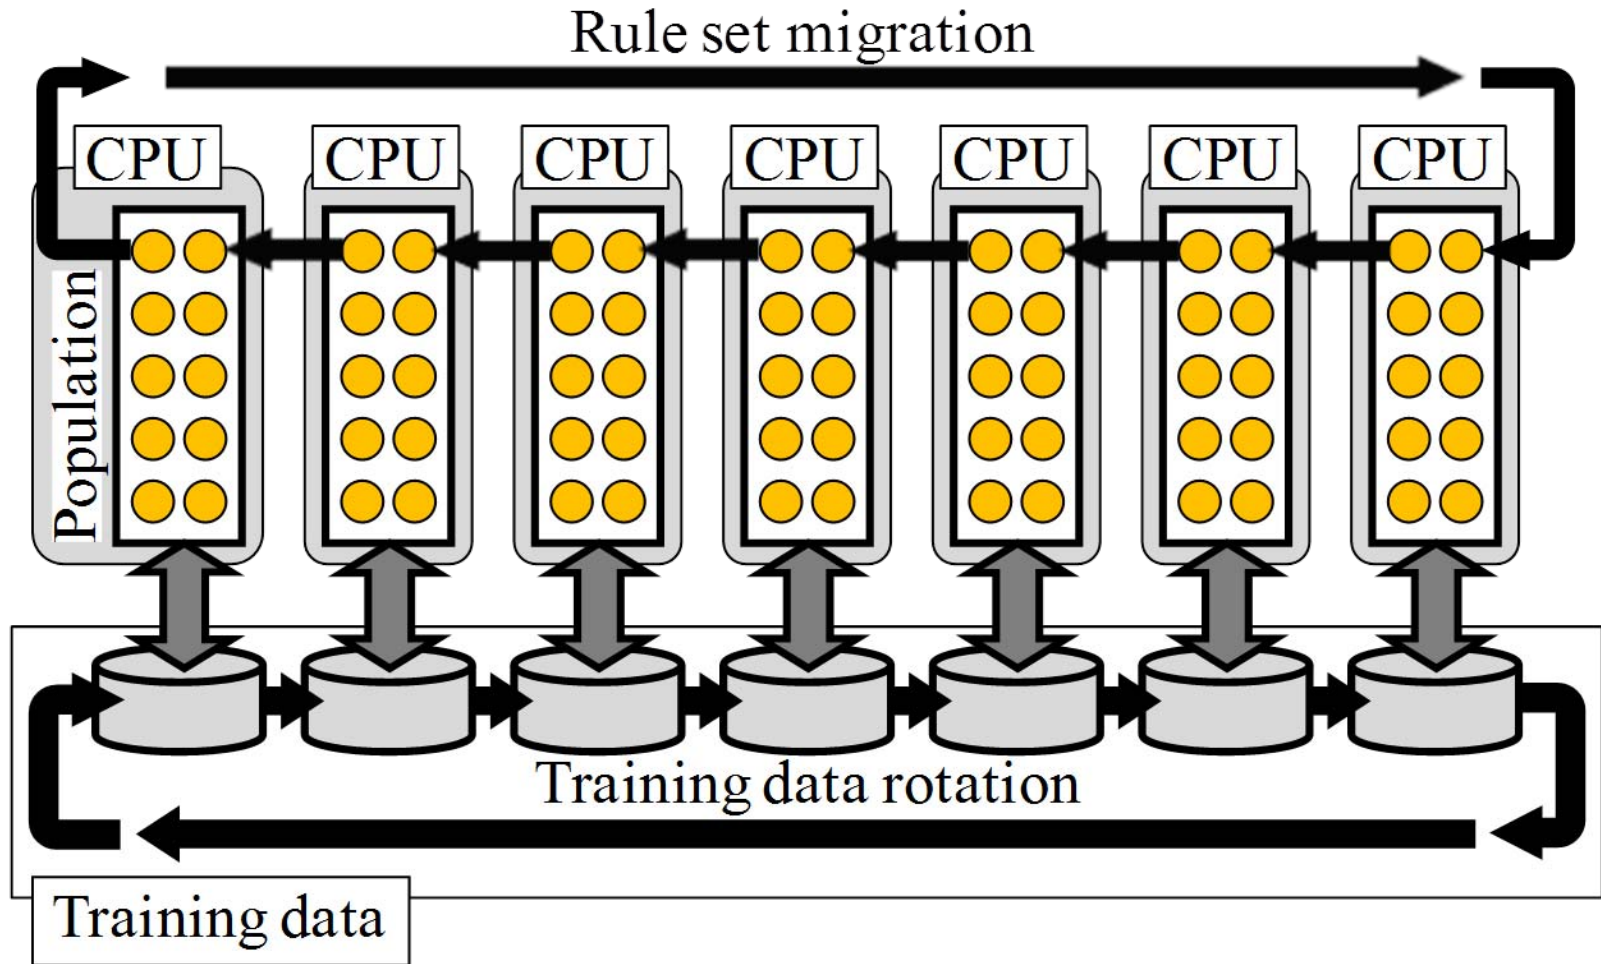 Rule set migration
CPU
CPU
CPU
CPU
CPU
CPU
CPU
Population
Training data rotation
Training data